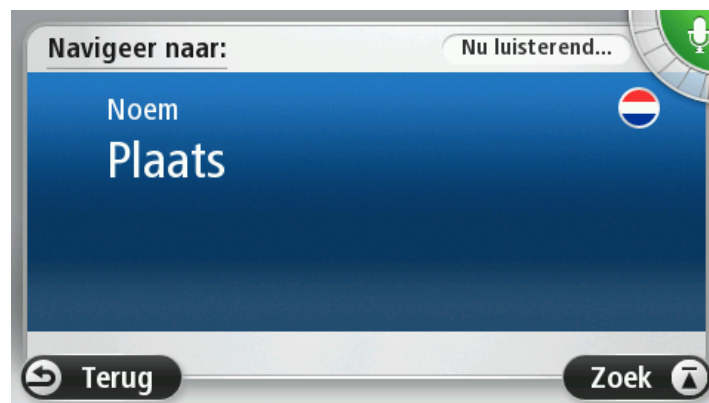 Navigeer naar:
Nu luisterend...
Noem
Plaats
Terug
Zoek